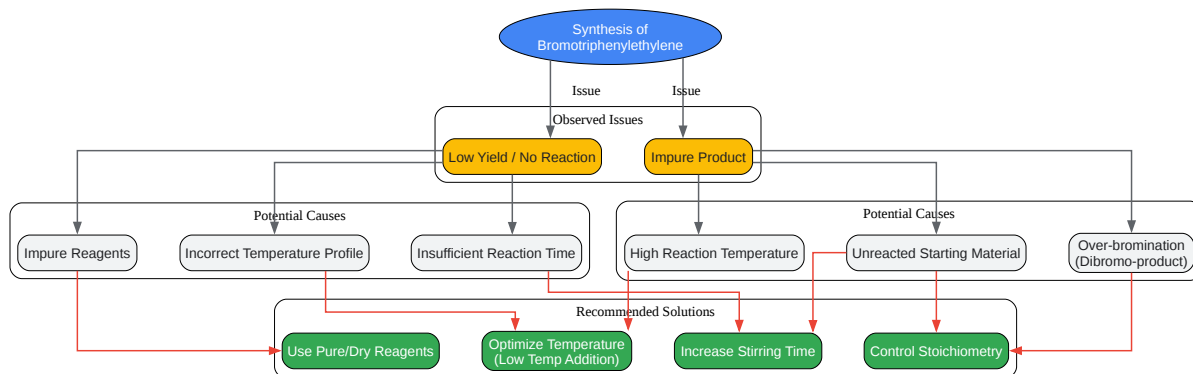 Synthesis of
Bromotriphenylethylene
Issue
Issue
Observed Issues
Low Yield / No Reaction
Impure Product
Potential Causes
Potential Causes
Impure Reagents
Incorrect Temperature Profile
Insufficient Reaction Time
High Reaction Temperature
Unreacted Starting Material
Over-bromination
(Dibromo-product)
Recommended Solutions
Use Pure/Dry Reagents
Optimize Temperature
(Low Temp Addition)
Increase Stirring Time
Control Stoichiometry